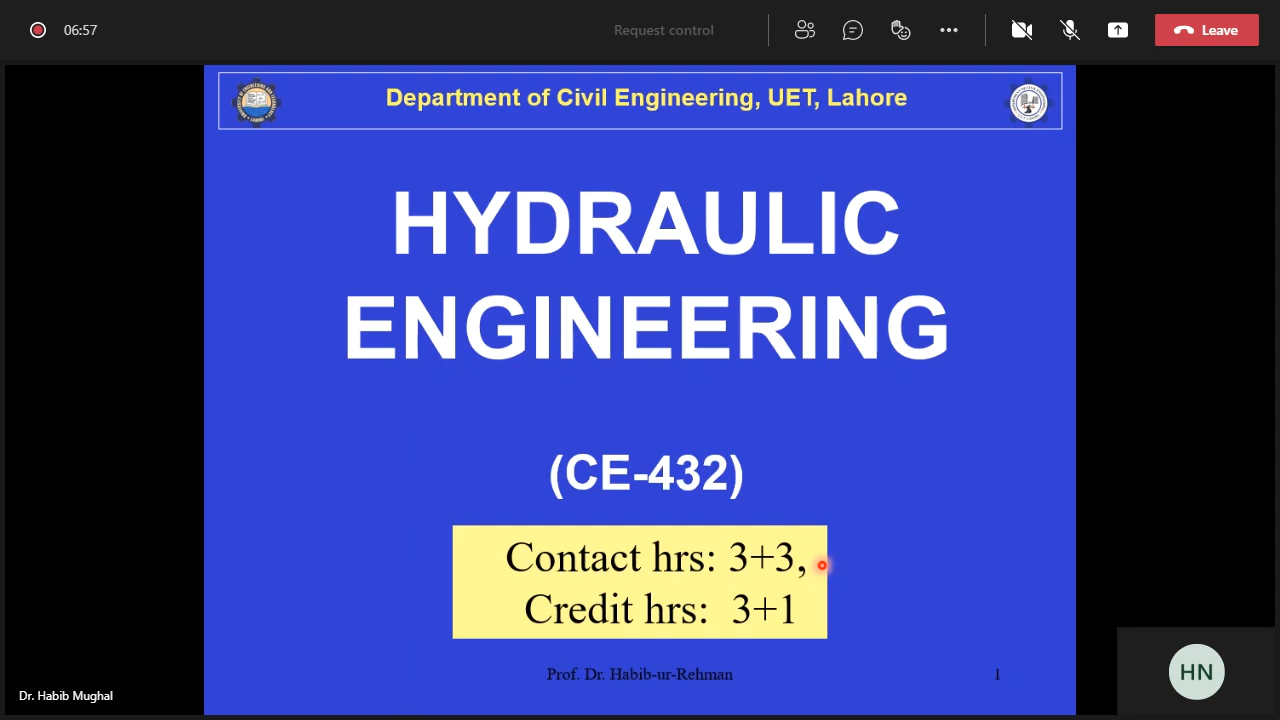 06:57
Request control
Leave
Department of Civil Engineering, UET, Lahore
HYDRAULIC
ENGINEERING
(CE-432)
Contact hrs: 3+3,
Credit hrs: 3+1
Prof. Dr. Habib-ur-Rehman
1
Dr. Habib Mughal
HN